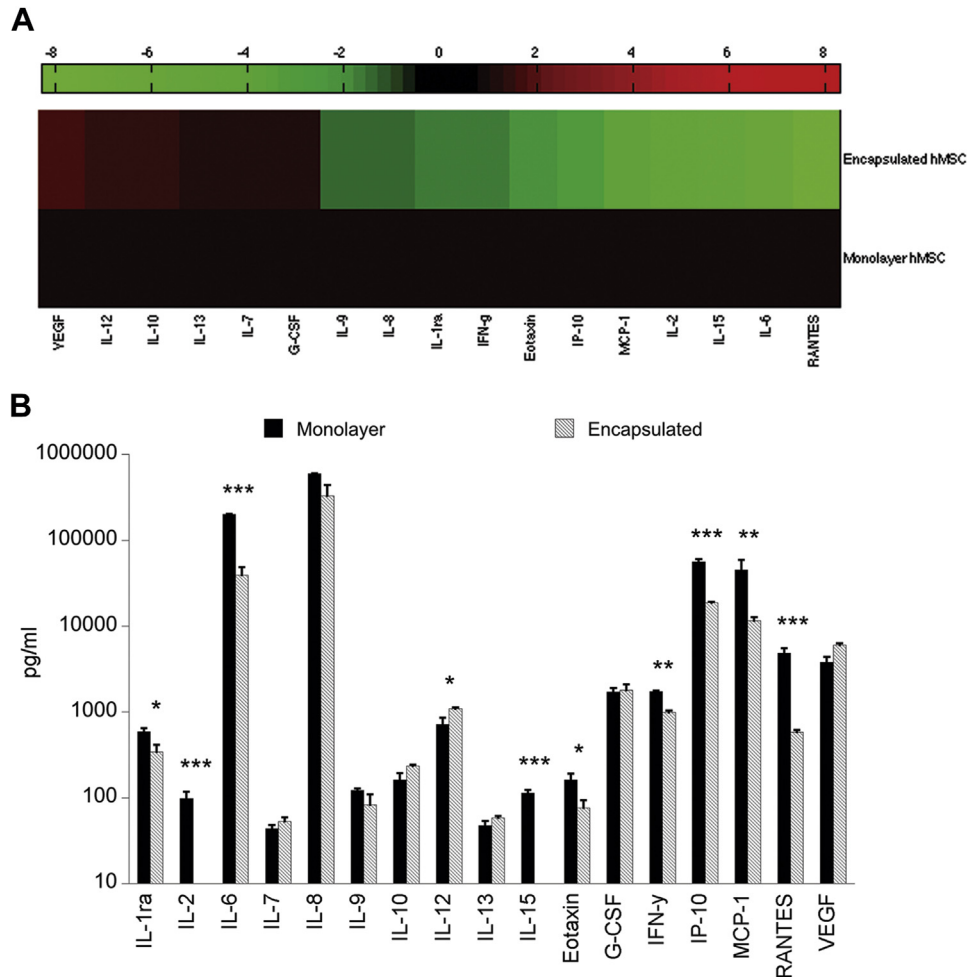 A
-8 -6 -4 -2 0 2 4 6 8
Encapsulated hMSC
Monolayer hMSC
VEGF IL-12 IL-10 IL-13 IL-7 G-CSF IL-9 IL-8 IL-1ra IFN-g Eotaxin IP-10 MCP-1 IL-2 IL-15 IL-6 RANTES
B
Monolayer Encapsulated
1000000
100000
10000
1000
100
10
pg/ml
* *** *** * *** * ** *** ** ***
IL-1ra IL-2 IL-6 IL-7 IL-8 IL-9 IL-10 IL-12 IL-13 IL-15 Eotaxin G-CSF IFN-y IP-10 MCP-1 RANTES VEGF